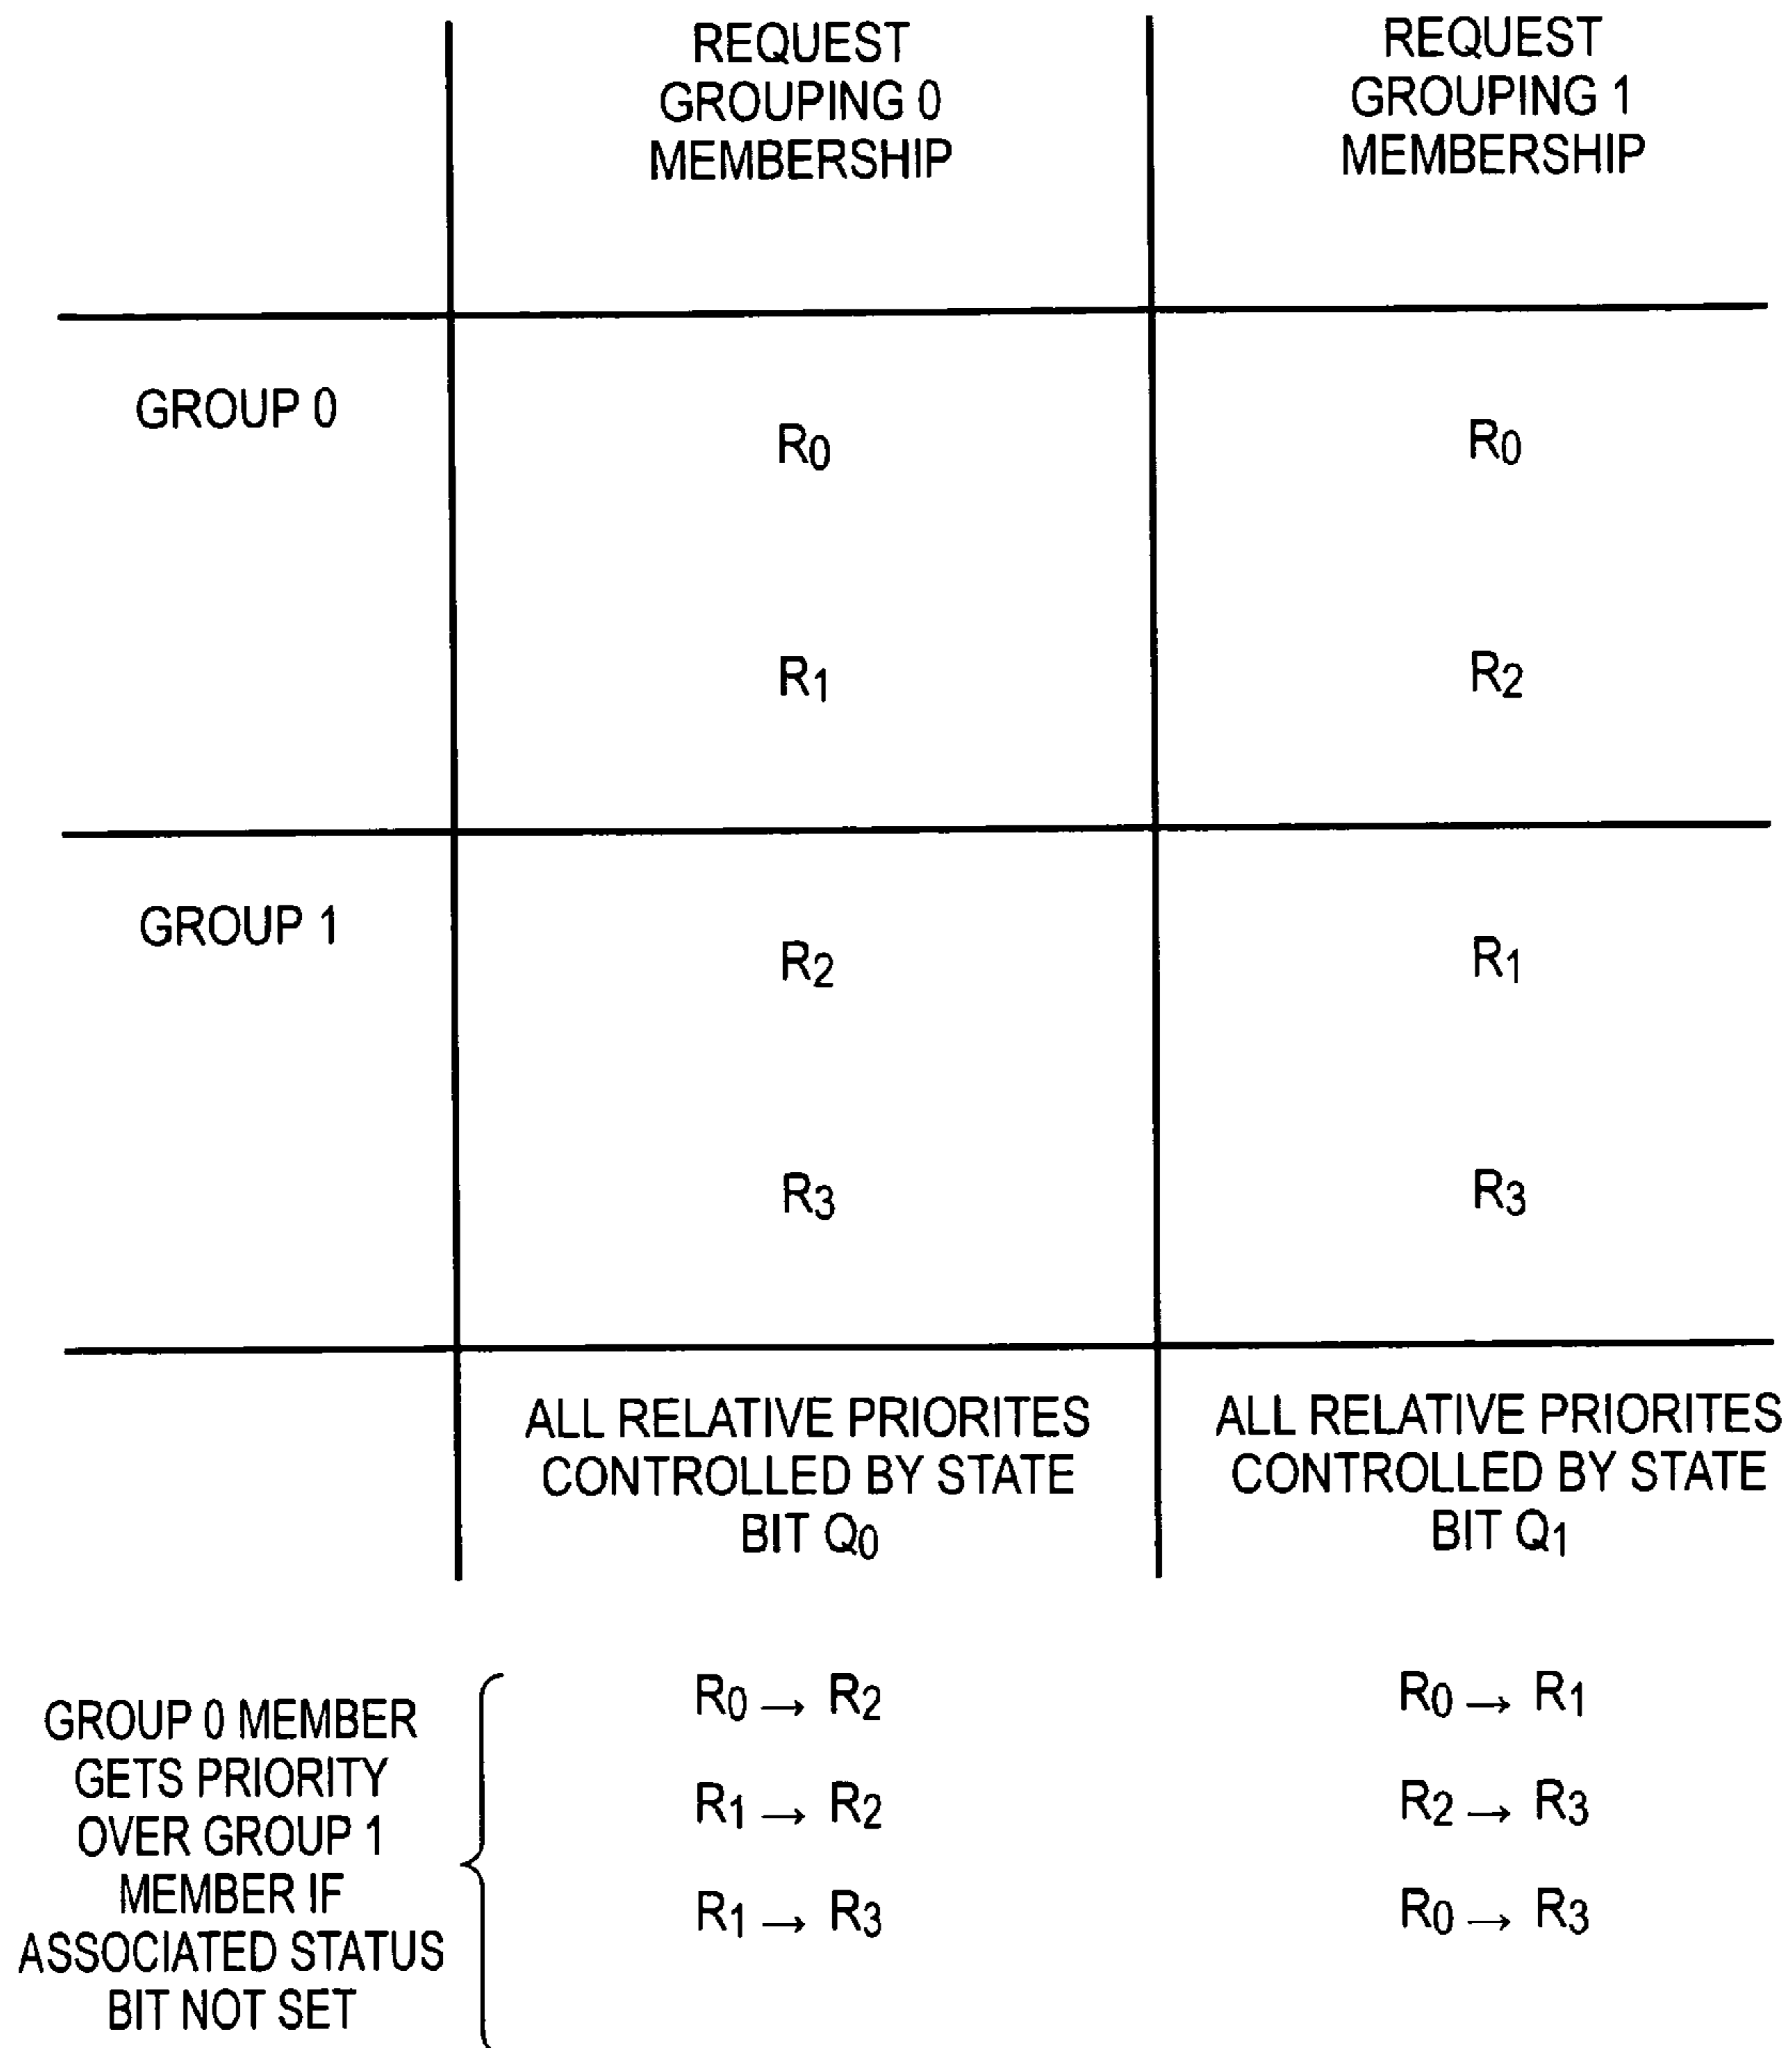 REQUEST
GROUPING 0
MEMBERSHIP
REQUEST
GROUPING 1
MEMBERSHIP
GROUP 0
R0
R0
R1
R2
GROUP 1
R2
R1
R3
R3
ALL RELATIVE PRIORITES
CONTROLLED BY STATE
BIT Q0
ALL RELATIVE PRIORITES
CONTROLLED BY STATE
BIT Q1
GROUP 0 MEMBER
GETS PRIORITY
OVER GROUP 1
MEMBER IF
ASSOCIATED STATUS
BIT NOT SET
R0 → R2
R1 → R2
R1 → R3
R0 → R1
R2 → R3
R0 → R3